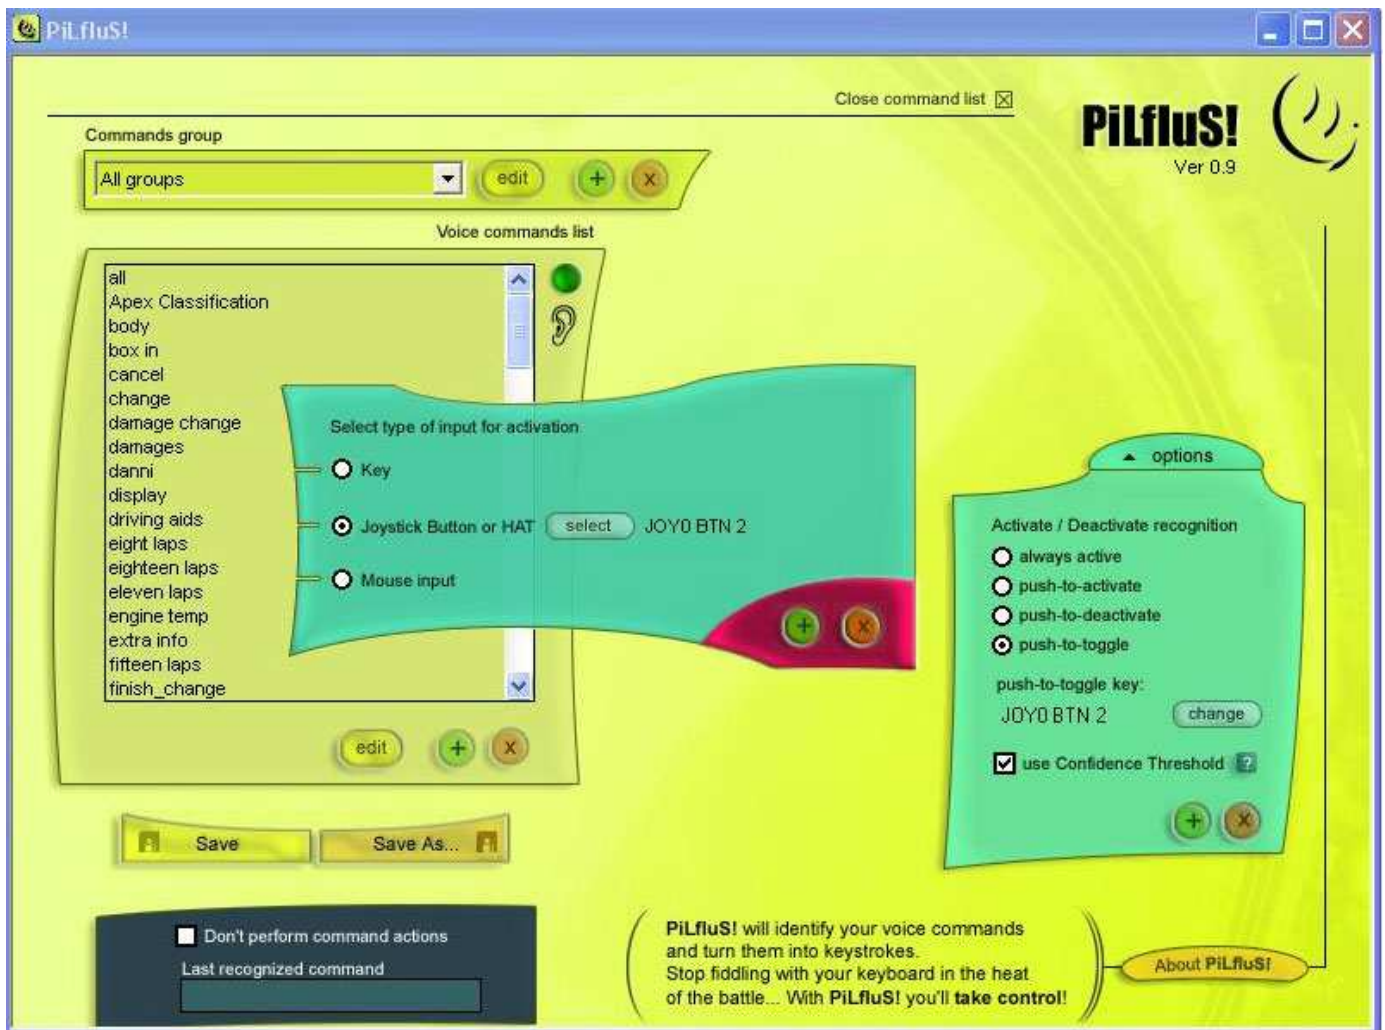 PiLfluS!
Close command list
PiLfluS!
Ver 0.9
Commands group
All groups
edit
Voice commands list
all
Apex Classification
body
box in
cancel
change
damage change
damages
danni
display
driving aids
eight laps
eighteen laps
eleven laps
engine temp
extra info
fifteen laps
finish_change
edit
Select type of input for activation
Key
Joystick Button or HAT select JOY0 BTN 2
Mouse input
options
Activate / Deactivate recognition
always active
push-to-activate
push-to-deactivate
push-to-toggle
push-to-toggle key:
JOY0 BTN 2 change
use Confidence Threshold ?
Save
Save As...
Don't perform command actions
Last recognized command
PiLfluS! will identify your voice commands
and turn them into keystrokes.
Stop fiddling with your keyboard in the heat
of the battle... With PiLfluS! you'll take control!
About PiLfluS!